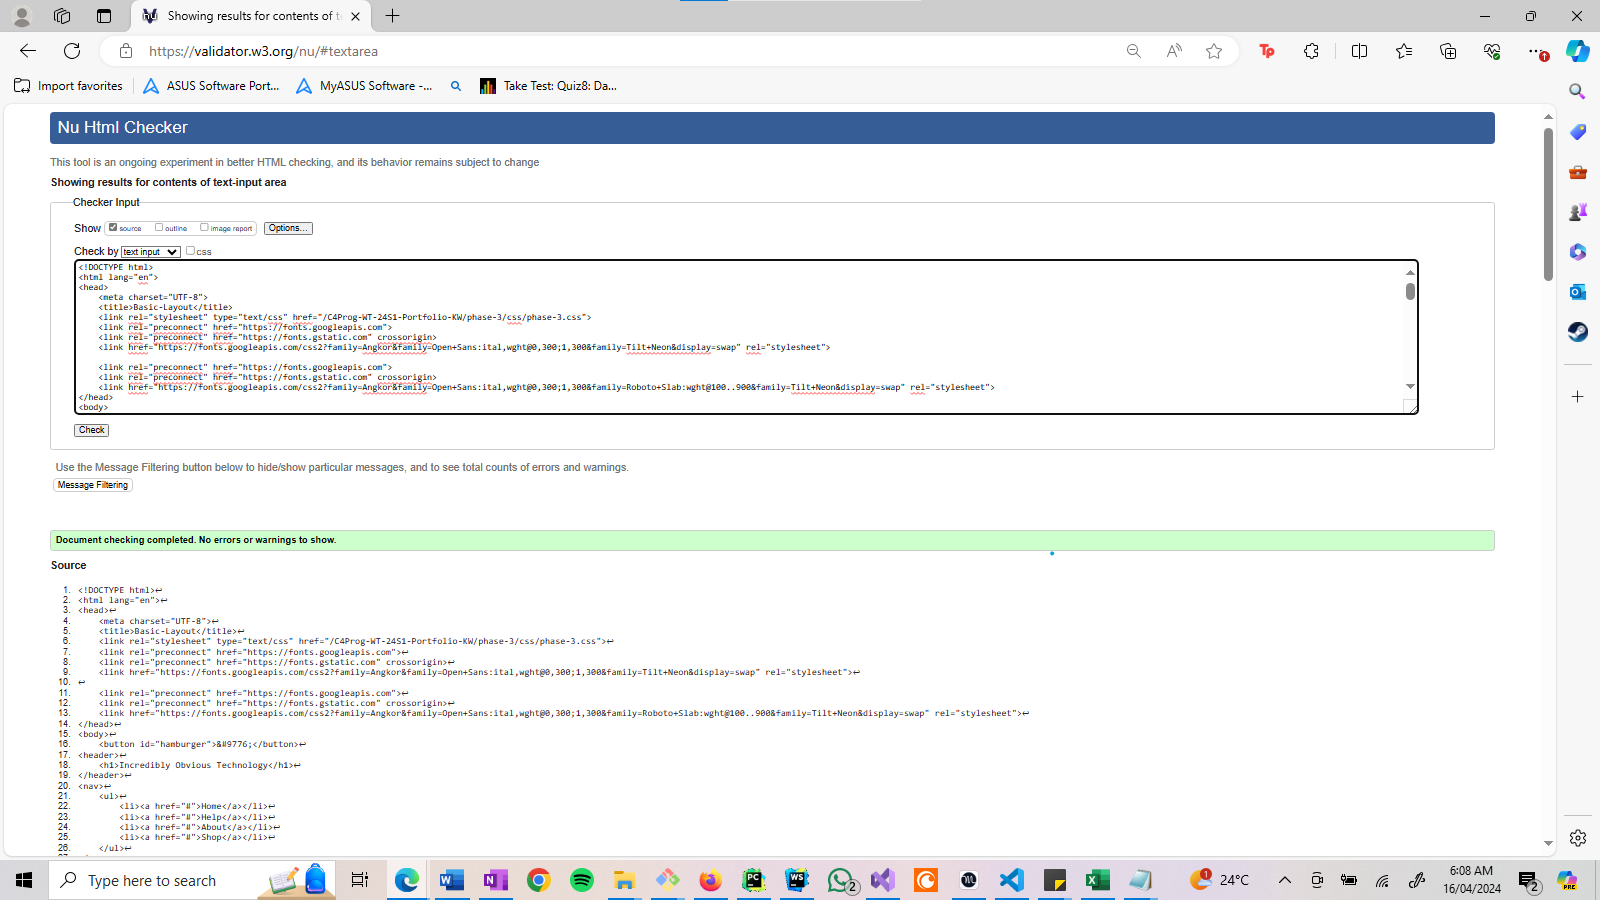 Showing results for contents of t
https://validator.w3.org/nu/#textarea
Import favorites
ASUS Software Port...
MyASUS Software -...
Take Test: Quiz8: Da...
Nu Html Checker
This tool is an ongoing experiment in better HTML checking, and its behavior remains subject to change
Showing results for contents of text-input area
Checker Input
Show source outline image report Options...
Check by text input css
<!DOCTYPE html>
<html lang="en">
<head>
    <meta charset="UTF-8">
    <title>Basic-Layout</title>
    <link rel="stylesheet" type="text/css" href="/C4Prog-WT-24S1-Portfolio-KW/phase-3/css/phase-3.css">
    <link rel="preconnect" href="https://fonts.googleapis.com">
    <link rel="preconnect" href="https://fonts.gstatic.com" crossorigin>
    <link href="https://fonts.googleapis.com/css2?family=Angkor&family=Open+Sans:ital,wght@0,300;1,300&family=Tilt+Neon&display=swap" rel="stylesheet">
    <link rel="preconnect" href="https://fonts.googleapis.com">
    <link rel="preconnect" href="https://fonts.gstatic.com" crossorigin>
    <link href="https://fonts.googleapis.com/css2?family=Angkor&family=Open+Sans:ital,wght@0,300;1,300&family=Roboto+Slab:wght@100..900&family=Tilt+Neon&display=swap" rel="stylesheet">
</head>
<body>
Check
Use the Message Filtering button below to hide/show particular messages, and to see total counts of errors and warnings.
Message Filtering
Document checking completed. No errors or warnings to show.
Source
1. <!DOCTYPE html>↩
2. <html lang="en">↩
3. <head>↩
4.     <meta charset="UTF-8">↩
5.     <title>Basic-Layout</title>↩
6.     <link rel="stylesheet" type="text/css" href="/C4Prog-WT-24S1-Portfolio-KW/phase-3/css/phase-3.css">↩
7.     <link rel="preconnect" href="https://fonts.googleapis.com">↩
8.     <link rel="preconnect" href="https://fonts.gstatic.com" crossorigin>↩
9.     <link href="https://fonts.googleapis.com/css2?family=Angkor&family=Open+Sans:ital,wght@0,300;1,300&family=Tilt+Neon&display=swap" rel="stylesheet">↩
10. ↩
11.     <link rel="preconnect" href="https://fonts.googleapis.com">↩
12.     <link rel="preconnect" href="https://fonts.gstatic.com" crossorigin>↩
13.     <link href="https://fonts.googleapis.com/css2?family=Angkor&family=Open+Sans:ital,wght@0,300;1,300&family=Roboto+Slab:wght@100..900&family=Tilt+Neon&display=swap" rel="stylesheet">↩
14. </head>↩
15. <body>↩
16.     <button id="hamburger">&#9776;</button>↩
17. <header>↩
18.     <h1>Incredibly Obvious Technology</h1>↩
19. </header>↩
20. <nav>↩
21.     <ul>↩
22.         <li><a href="#">Home</a></li>↩
23.         <li><a href="#">Help</a></li>↩
24.         <li><a href="#">About</a></li>↩
25.         <li><a href="#">Shop</a></li>↩
26.     </ul>↩
Type here to search
24°C
6:08 AM
16/04/2024